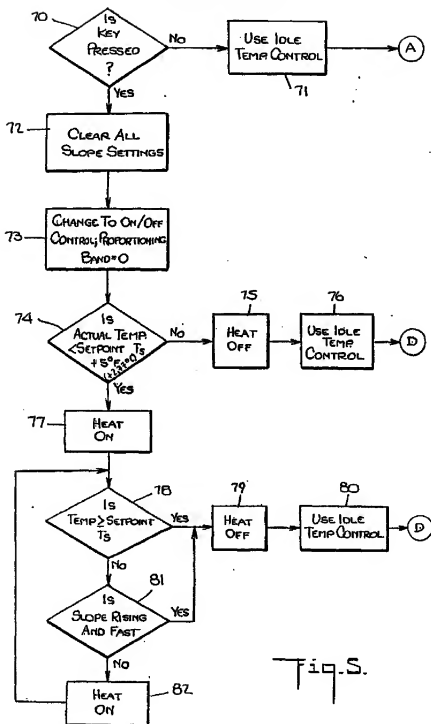 70
IS
KEY
PRESSED
?
NO
USE IDLE
TEMP CONTROL
71
A
YES
72
CLEAR ALL
SLOPE SETTINGS
73
CHANGE TO ON/OFF
CONTROL; PROPORTIONING
BAND=0
74
IS
ACTUAL TEMP
<SETPOINT Ts
+5°F
NO
75
HEAT
OFF
76
USE IDLE
TEMP
CONTROL
D
YES
77
HEAT
ON
78
IS
TEMP≥SETPOINT
Ts
YES
79
HEAT
OFF
80
USE IDLE
TEMP CONTROL
D
NO
81
IS
SLOPE RISING
AND FAST
YES
NO
HEAT
ON
82
Fig.5.